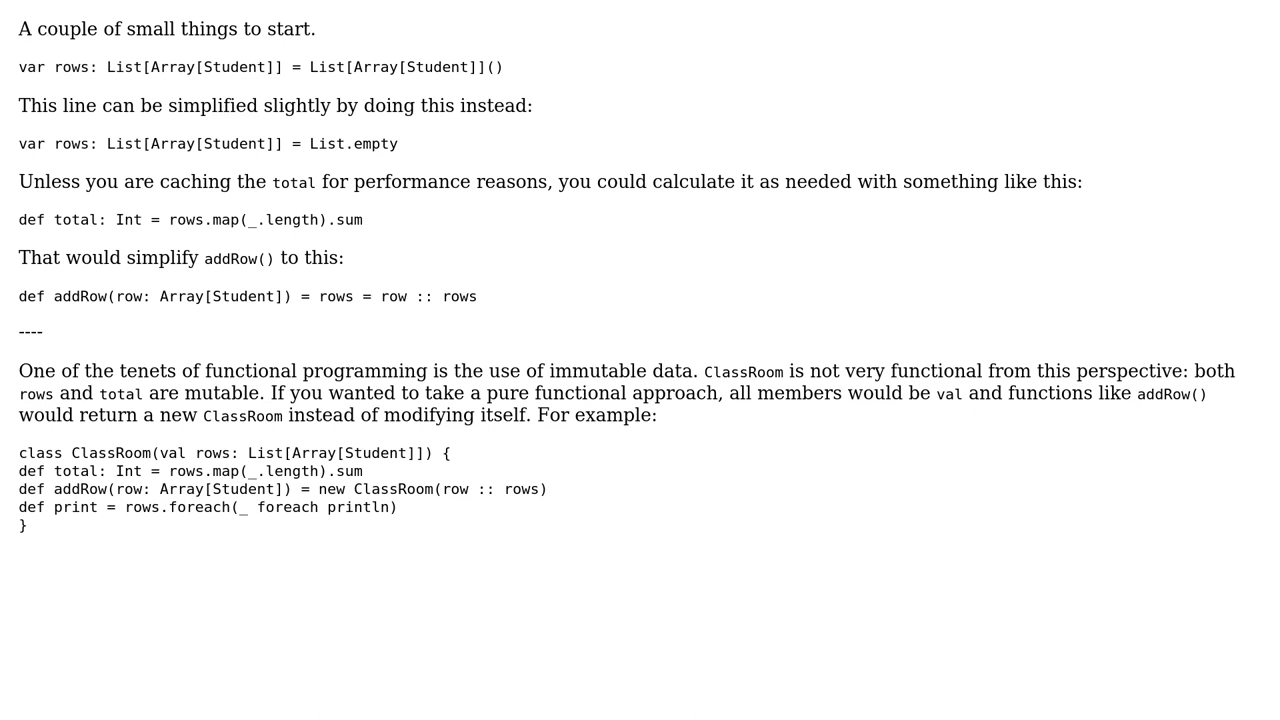 A couple of small things to start.
var rows: List[Array[Student]] = List[Array[Student]]()
This line can be simplified slightly by doing this instead:
var rows: List[Array[Student]] = List.empty
Unless you are caching the total for performance reasons, you could calculate it as needed with something like this:
def total: Int = rows.map(_.length).sum
That would simplify addRow() to this:
def addRow(row: Array[Student]) = rows = row :: rows
----
One of the tenets of functional programming is the use of immutable data. ClassRoom is not very functional from this perspective: both
rows and total are mutable. If you wanted to take a pure functional approach, all members would be val and functions like addRow()
would return a new ClassRoom instead of modifying itself. For example:
class ClassRoom(val rows: List[Array[Student]]) {
def total: Int = rows.map(_.length).sum
def addRow(row: Array[Student]) = new ClassRoom(row :: rows)
def print = rows.foreach(_ foreach println)
}